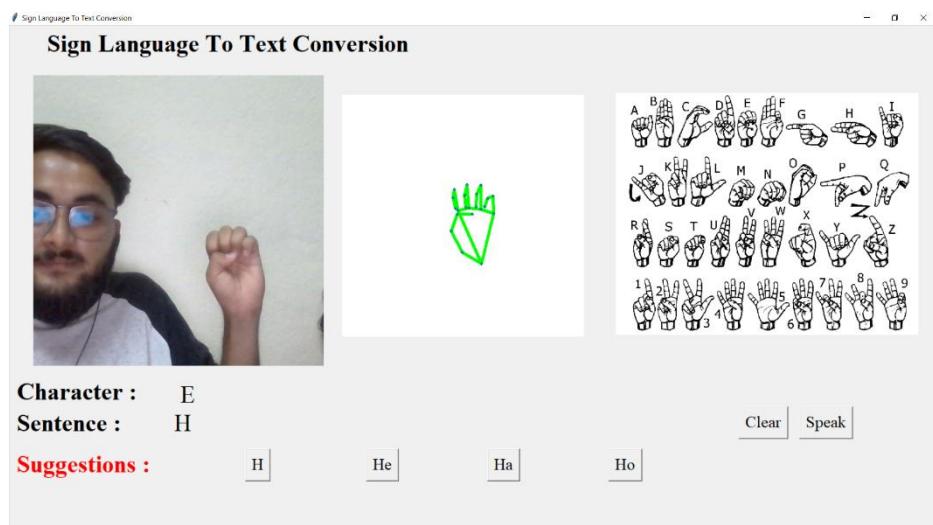 Sign Language To Text Conversion
Sign Language To Text Conversion
A B C D E F G H I
J K L M N O P Q
R S T U V W X Y Z
1 2 3 4 5 6 7 8 9
Character : E
Sentence : H
Clear Speak
Suggestions : H He Ha Ho